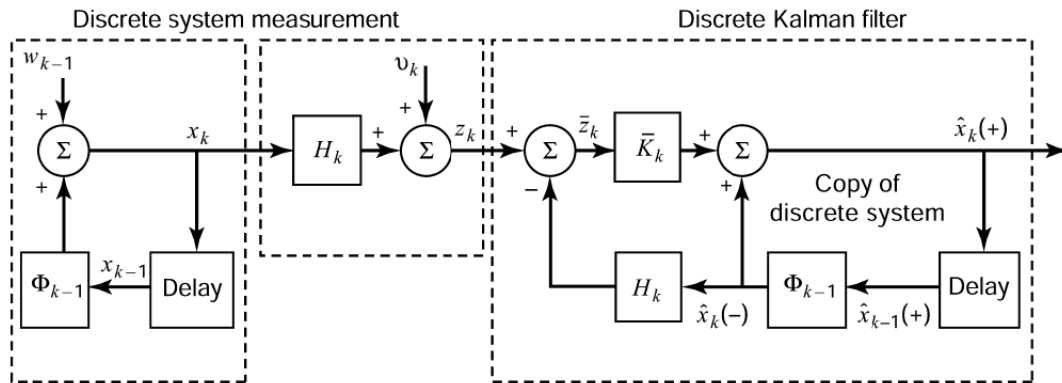 Discrete system measurement
Discrete Kalman filter
w_{k−1}
+
Σ
+
x_k
Φ_{k−1}
x_{k−1}
Delay
H_k
+
υ_k
+
Σ
z_k
+
Σ
−
z̄_k
K̄_k
+
Σ
+
x̂_k(+)
Copy of
discrete system
H_k
x̂_k(−)
Φ_{k−1}
x̂_{k−1}(+)
Delay